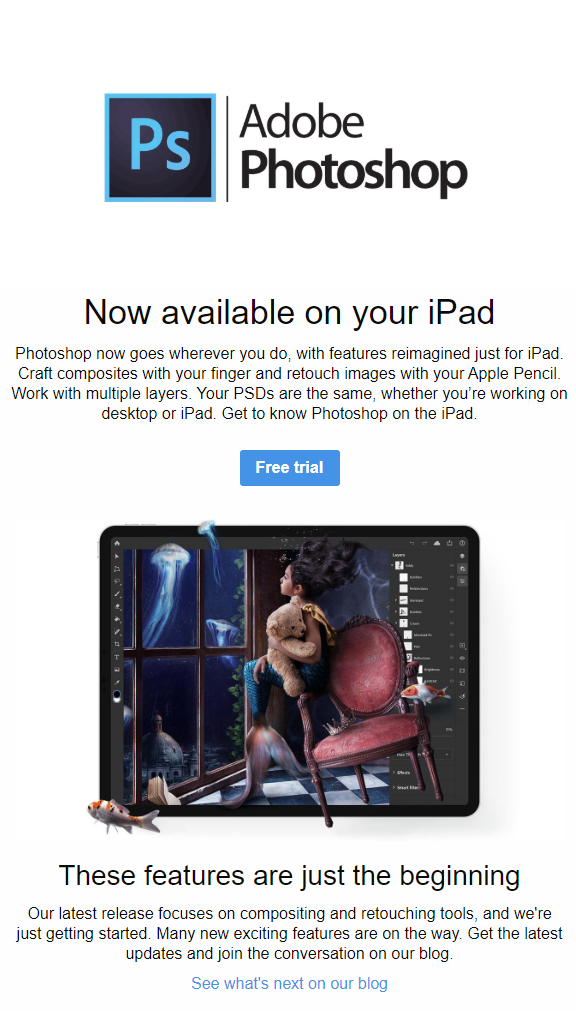 Ps
Adobe
Photoshop
Now available on your iPad
Photoshop now goes wherever you do, with features reimagined just for iPad.
Craft composites with your finger and retouch images with your Apple Pencil.
Work with multiple layers. Your PSDs are the same, whether you’re working on
desktop or iPad. Get to know Photoshop on the iPad.
Free trial
Layers
Effects
Smart Filter
These features are just the beginning
Our latest release focuses on compositing and retouching tools, and we're
just getting started. Many new exciting features are on the way. Get the latest
updates and join the conversation on our blog.
See what's next on our blog